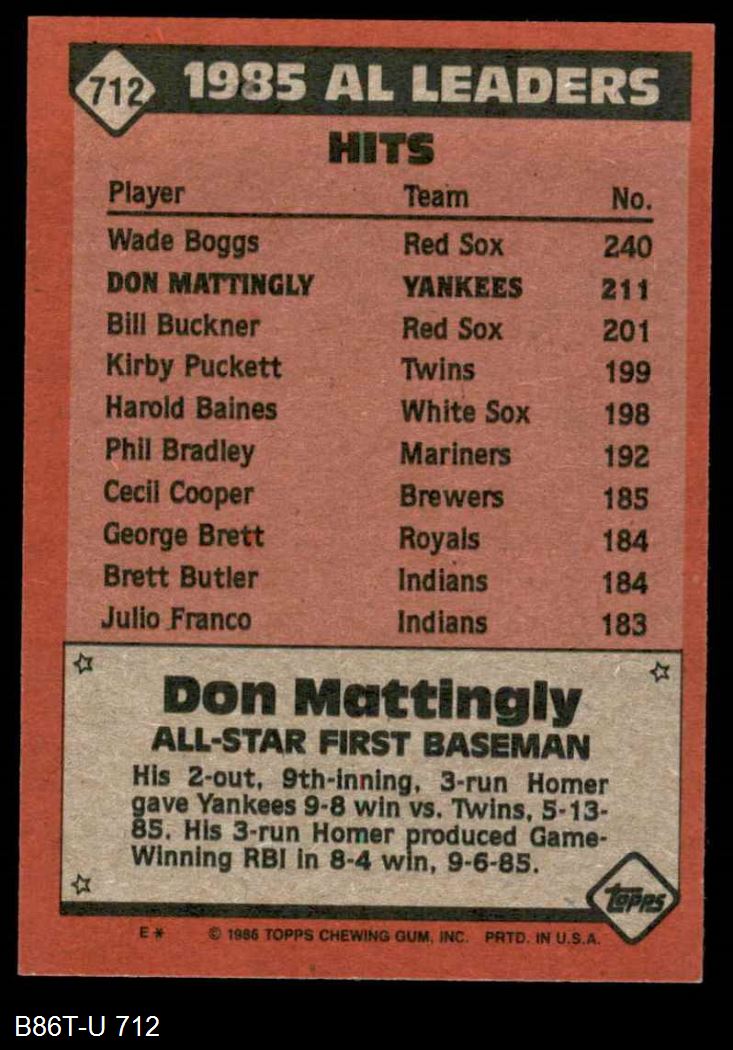 712 1985 AL LEADERS
HITS
Player Team No.
Wade Boggs Red Sox 240
DON MATTINGLY YANKEES 211
Bill Buckner Red Sox 201
Kirby Puckett Twins 199
Harold Baines White Sox 198
Phil Bradley Mariners 192
Cecil Cooper Brewers 185
George Brett Royals 184
Brett Butler Indians 184
Julio Franco Indians 183
Don Mattingly
ALL-STAR FIRST BASEMAN
His 2-out, 9th-inning, 3-run Homer
gave Yankees 9-8 win vs. Twins, 5-13-
85. His 3-run Homer produced Game-
Winning RBI in 8-4 win, 9-6-85.
topps
E * © 1986 TOPPS CHEWING GUM, INC. PRTD. IN U.S.A.
B86T-U 712